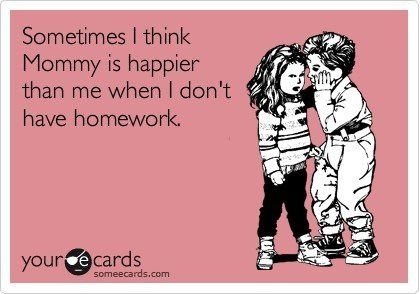 Sometimes I think
Mommy is happier
than me when I don't
have homework.
your e cards
someecards.com